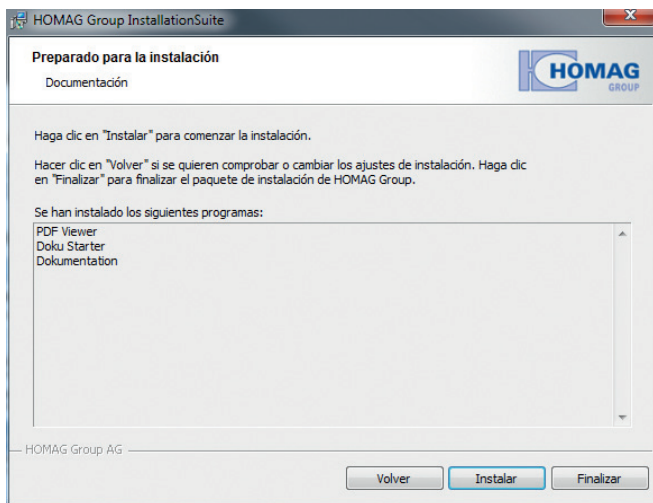 HOMAG Group InstallationSuite
Preparado para la instalación
Documentación
HOMAG
GROUP
Haga clic en "Instalar" para comenzar la instalación.
Hacer clic en "Volver" si se quieren comprobar o cambiar los ajustes de instalación. Haga clic
en "Finalizar" para finalizar el paquete de instalación de HOMAG Group.
Se han instalado los siguientes programas:
PDF Viewer
Doku Starter
Dokumentation
HOMAG Group AG
Volver
Instalar
Finalizar